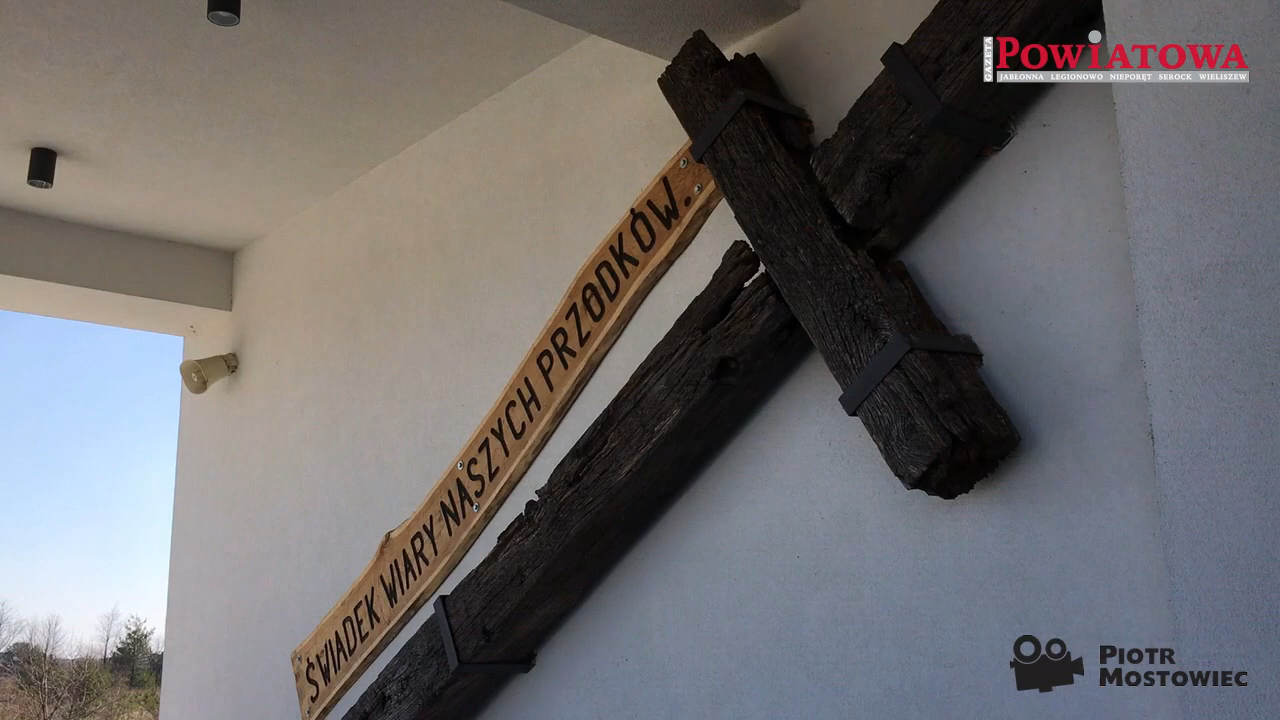 GAZETA
POWIATOWA
JABŁONNA LEGIONOWO NIEPORĘT SEROCK WIELISZEW
ŚWIADEK WIARY NASZYCH PRZODKÓW.
PIOTR
MOSTOWIEC